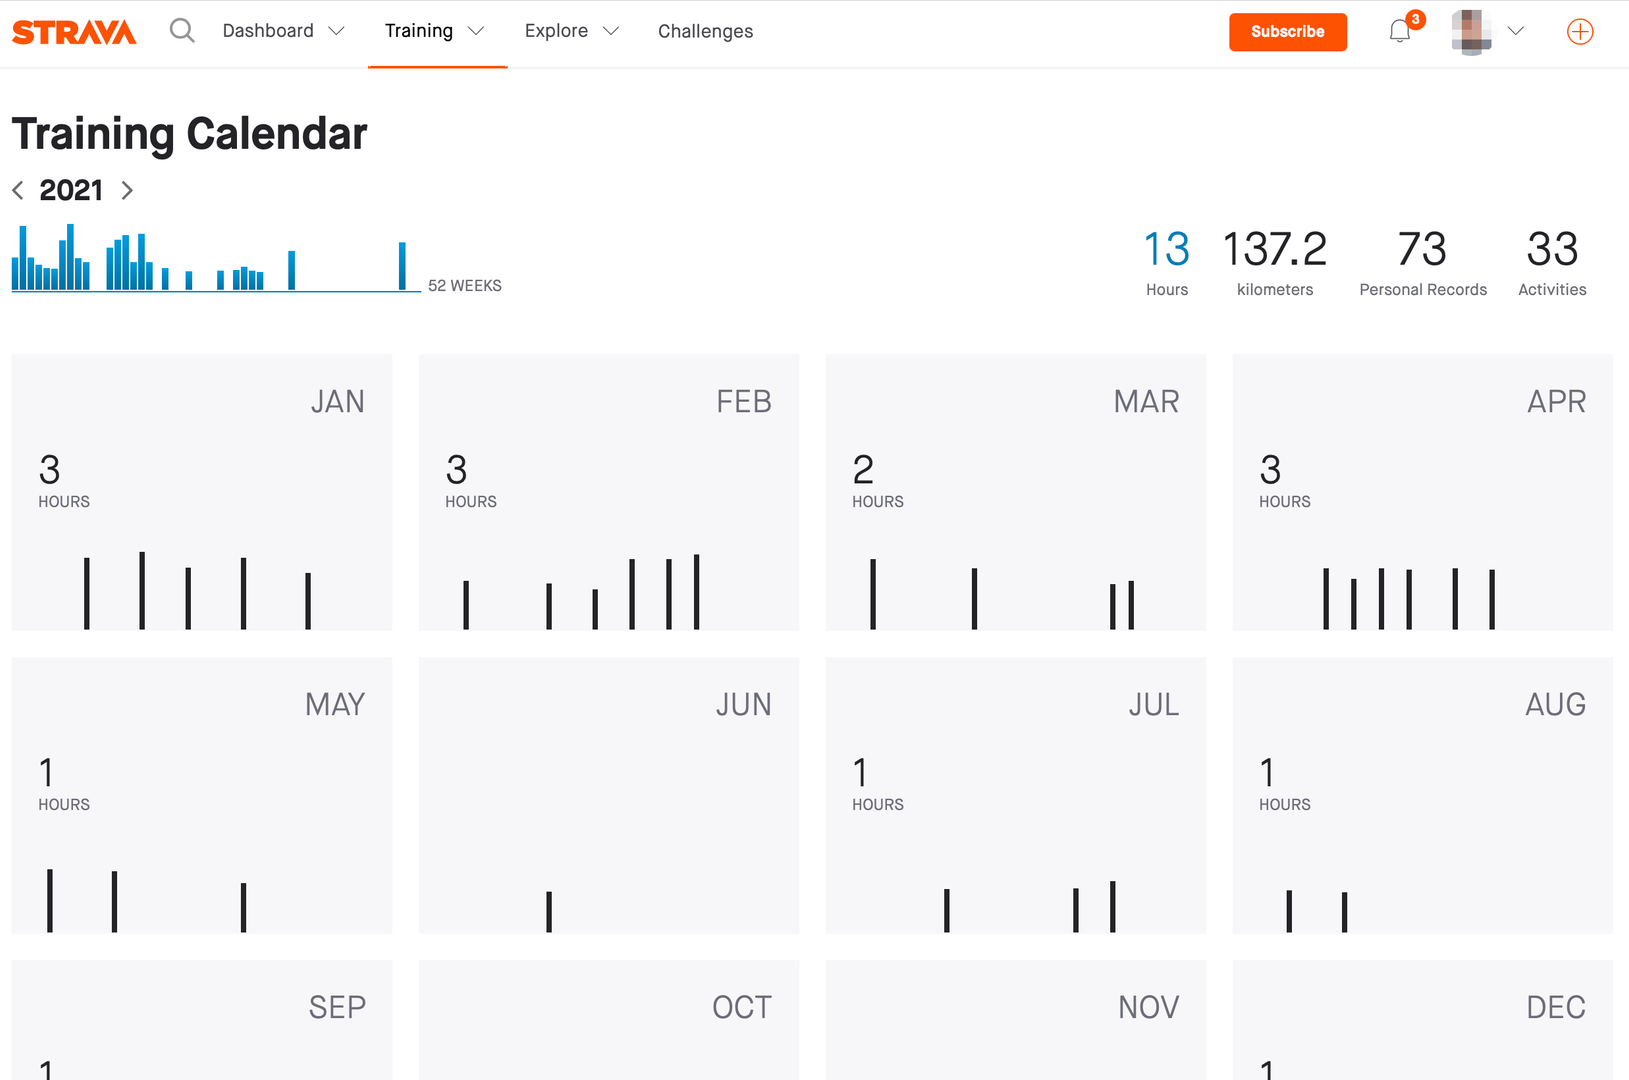 STRAVA Dashboard Training Explore Challenges Subscribe 3
Training Calendar
2021
52 WEEKS
13 137.2 73 33
Hours kilometers Personal Records Activities
JAN FEB MAR APR
3 3 2 3
HOURS HOURS HOURS HOURS
MAY JUN JUL AUG
1 1 1
HOURS HOURS HOURS
SEP OCT NOV DEC
1 1